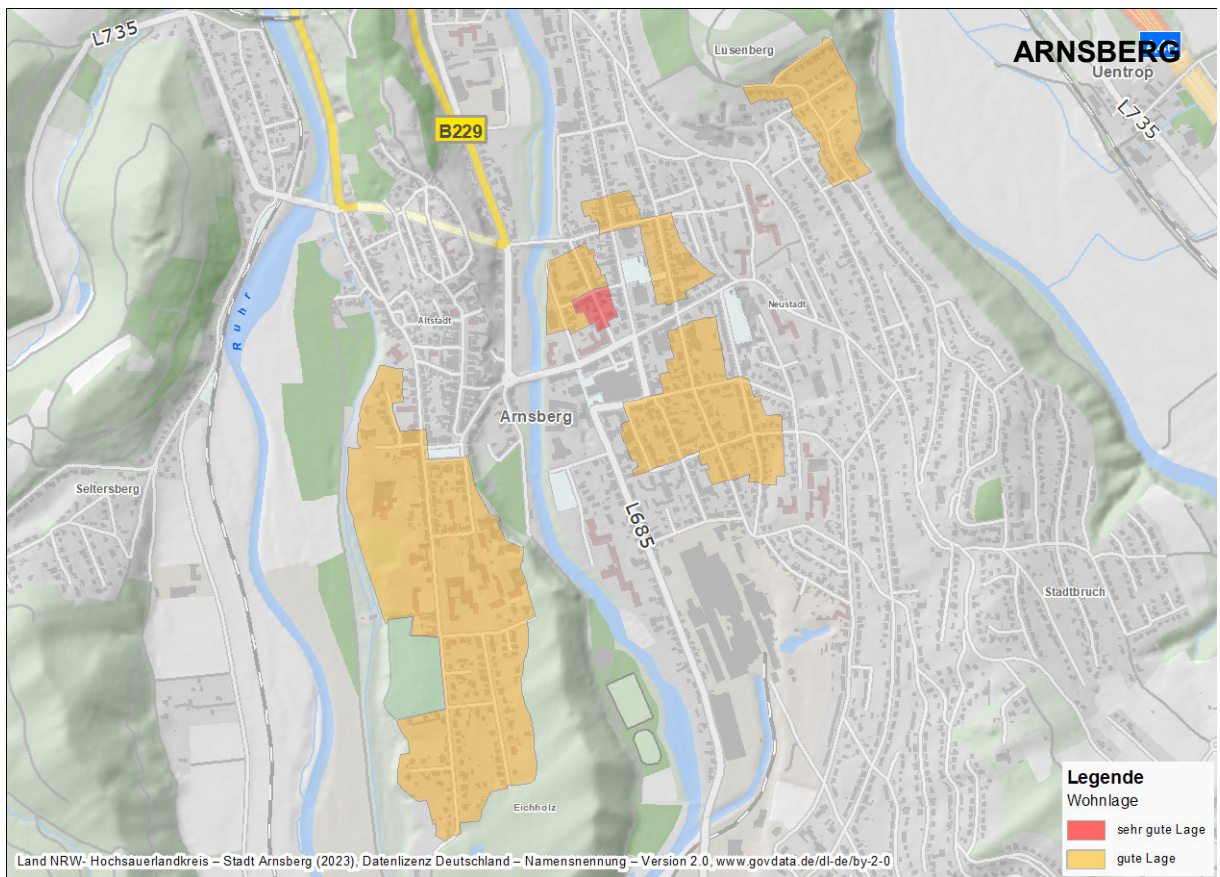 L735
Lüsenberg
ARNSBERG
Uentrop
L735
B229
Ruhr
Altstadt
Neustadt
Arnsberg
Seltersberg
L685
Stadtbruch
Eichholz
Legende
Wohnlage
sehr gute Lage
gute Lage
Land NRW- Hochsauerlandkreis – Stadt Arnsberg (2023), Datenlizenz Deutschland – Namensnennung – Version 2.0, www.govdata.de/dl-de/by-2-0